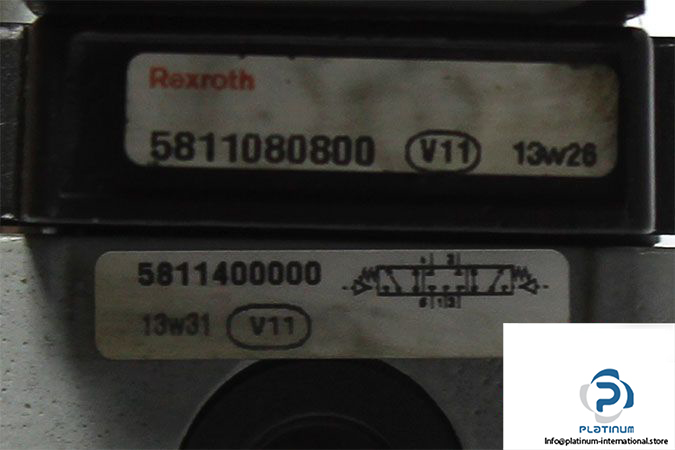 Rexroth
5811080800 V11 13w26
5811400000
13w31 V11
PLATINUM
Info@platinum-international.store